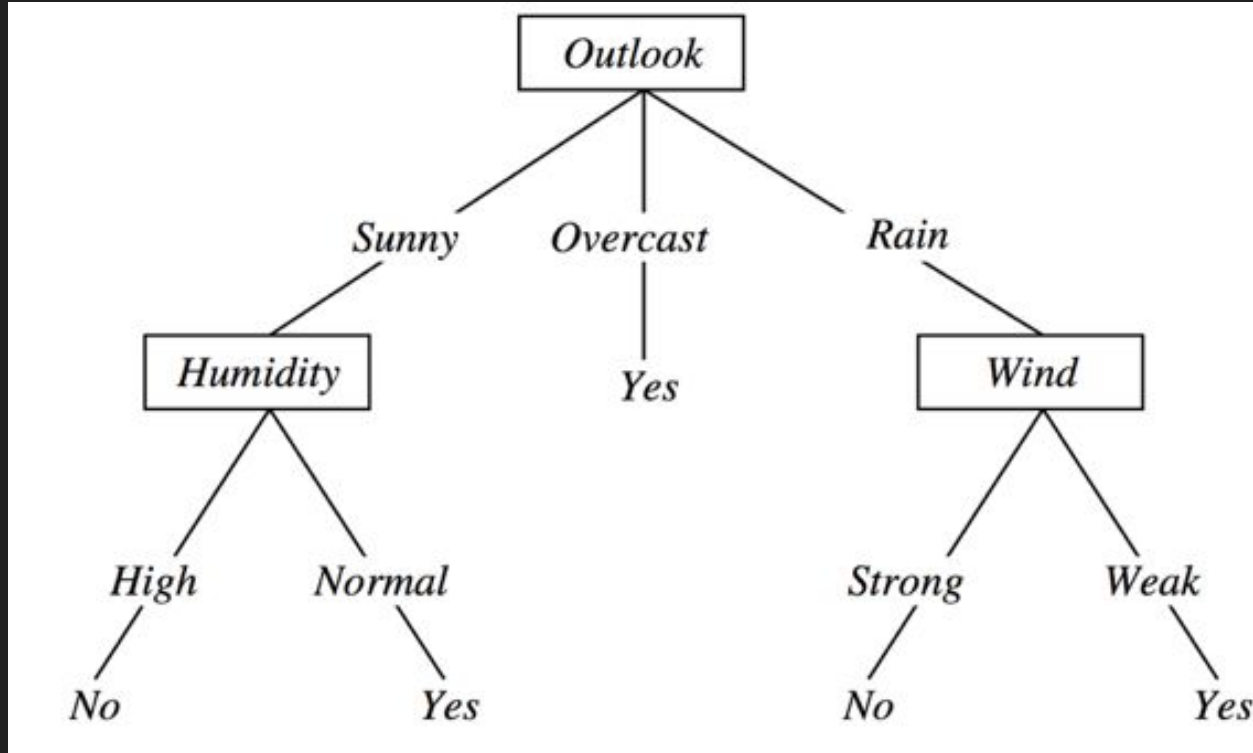 Outlook
Sunny Overcast Rain
Humidity Yes Wind
High Normal Strong Weak
No Yes No Yes